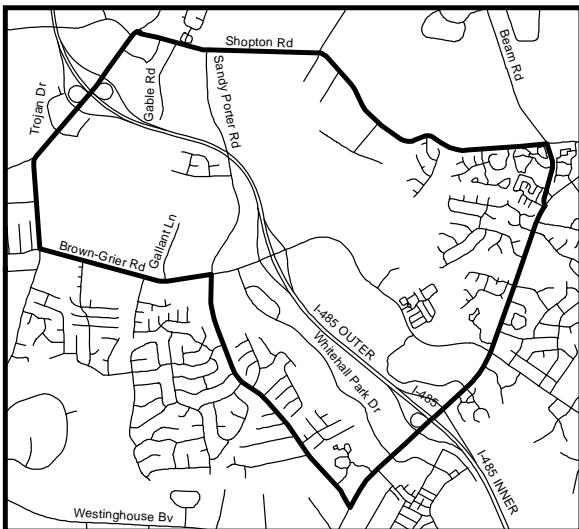 Shopton Rd
Beam Rd
Sandy Porter Rd
Gable Rd
Trojan Dr
Gallant Ln
Brown-Grier Rd
I-485 OUTER
Whitehall Park Dr
I-485
I-485 INNER
Westinghouse Bv